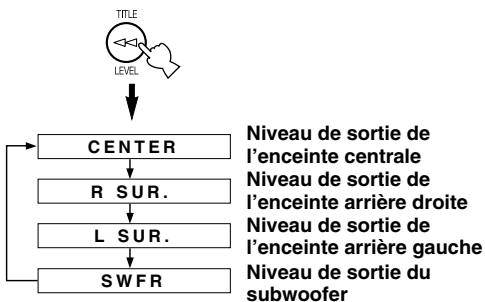 TITLE
LEVEL
CENTER
Niveau de sortie de
l'enceinte centrale
R SUR.
Niveau de sortie de
l'enceinte arrière droite
L SUR.
Niveau de sortie de
l'enceinte arrière gauche
SWFR
Niveau de sortie du
subwoofer